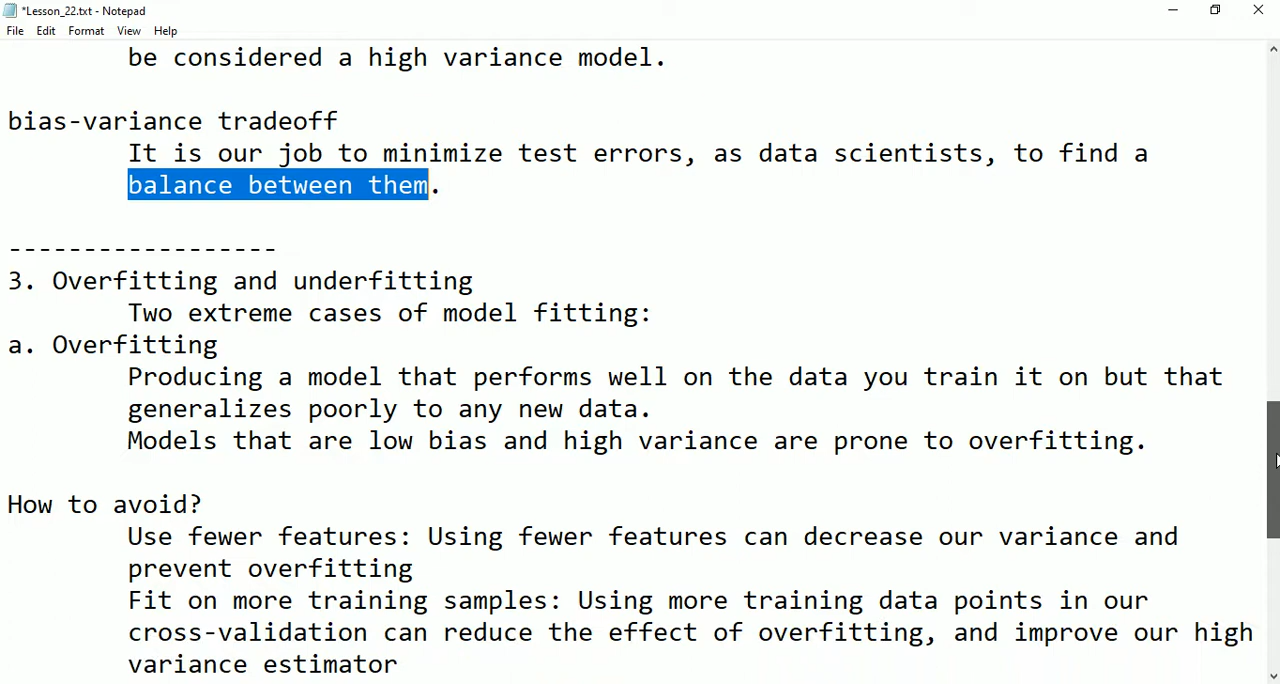 *Lesson_22.txt - Notepad
File Edit Format View Help
be considered a high variance model.
bias-variance tradeoff
It is our job to minimize test errors, as data scientists, to find a
balance between them.
------------------
3. Overfitting and underfitting
Two extreme cases of model fitting:
a. Overfitting
Producing a model that performs well on the data you train it on but that
generalizes poorly to any new data.
Models that are low bias and high variance are prone to overfitting.
How to avoid?
Use fewer features: Using fewer features can decrease our variance and
prevent overfitting
Fit on more training samples: Using more training data points in our
cross-validation can reduce the effect of overfitting, and improve our high
variance estimator